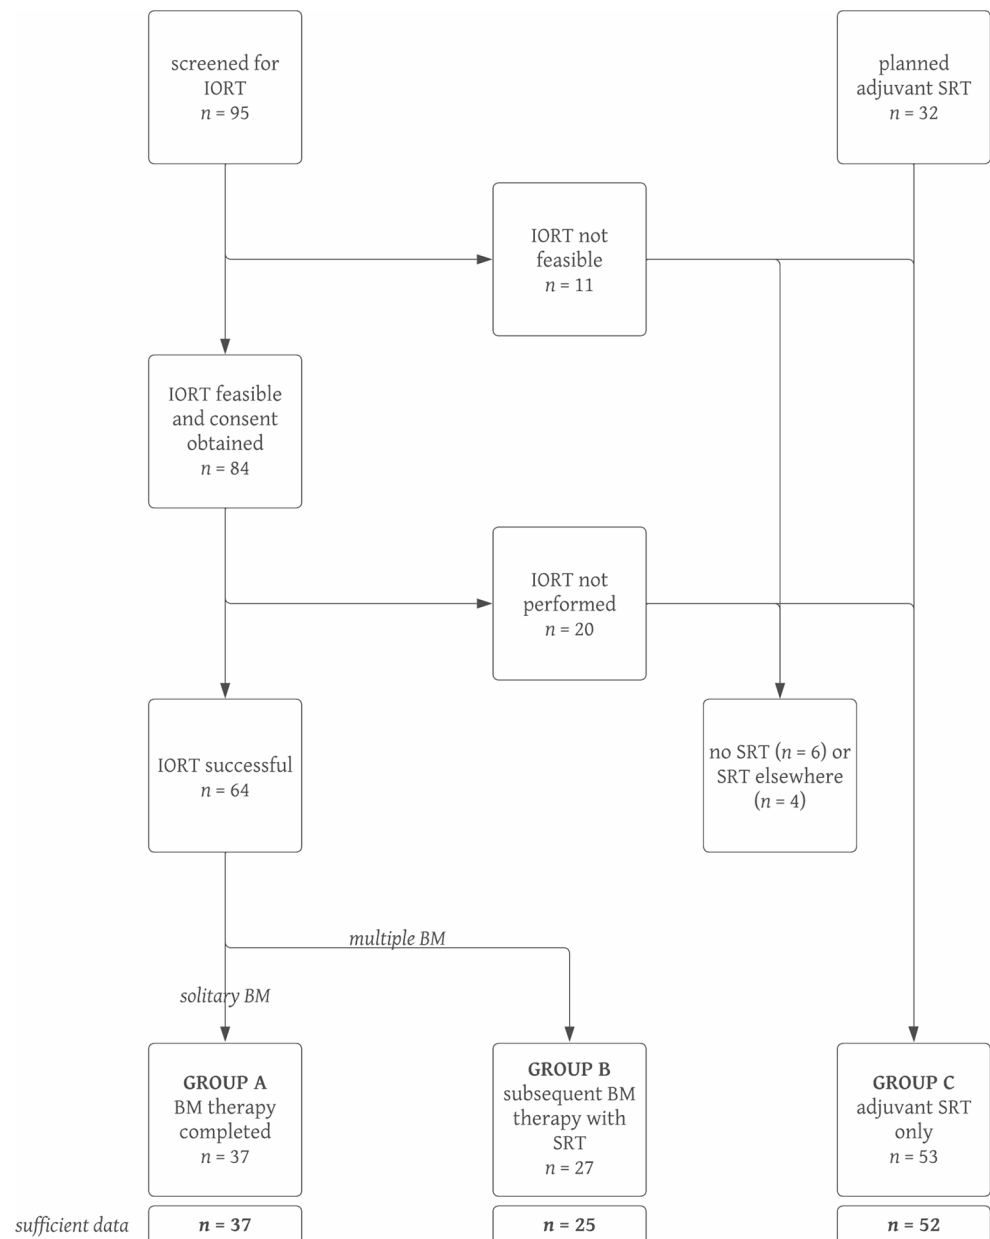 screened for
IORT
n = 95
planned
adjuvant SRT
n = 32
IORT not
feasible
n = 11
IORT feasible
and consent
obtained
n = 84
IORT not
performed
n = 20
IORT successful
n = 64
no SRT (n = 6) or
SRT elsewhere
(n = 4)
multiple BM
solitary BM
GROUP A
BM therapy
completed
n = 37
GROUP B
subsequent BM
therapy with
SRT
n = 27
GROUP C
adjuvant SRT
only
n = 53
sufficient data
n = 37
n = 25
n = 52